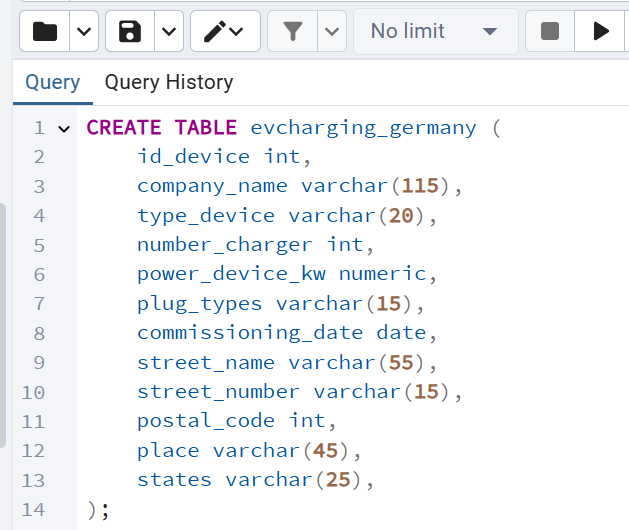 No limit
Query Query History
1 CREATE TABLE evcharging_germany (
2 id_device int,
3 company_name varchar(115),
4 type_device varchar(20),
5 number_charger int,
6 power_device_kw numeric,
7 plug_types varchar(15),
8 commissioning_date date,
9 street_name varchar(55),
10 street_number varchar(15),
11 postal_code int,
12 place varchar(45),
13 states varchar(25),
14 );